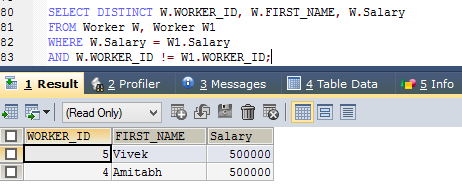 80 SELECT DISTINCT W.WORKER_ID, W.FIRST_NAME, W.Salary
81 FROM Worker W, Worker W1
82 WHERE W.Salary = W1.Salary
83 AND W.WORKER_ID != W1.WORKER_ID;
1 Result 2 Profiler 3 Messages 4 Table Data 5 Info
(Read Only)
WORKER_ID FIRST_NAME Salary
5 Vivek 500000
4 Amitabh 500000